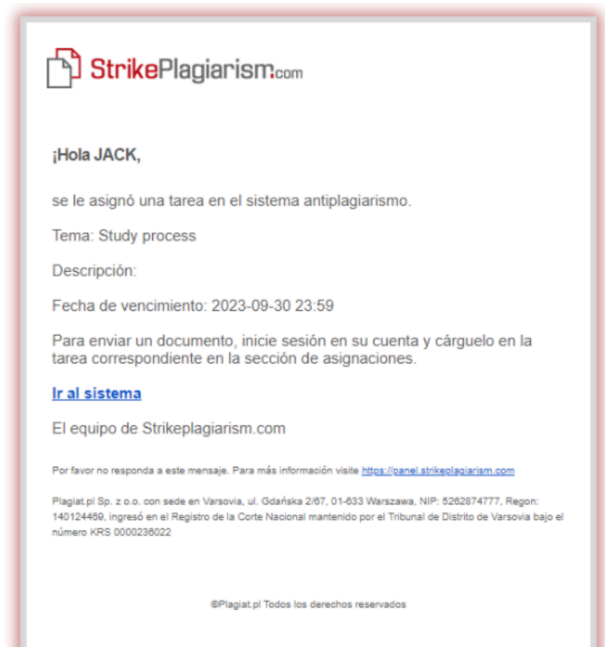 StrikePlagiarism.com
¡Hola JACK,
se le asignó una tarea en el sistema antiplagiarismo.
Tema: Study process
Descripción:
Fecha de vencimiento: 2023-09-30 23:59
Para enviar un documento, inicie sesión en su cuenta y cárguelo en la
tarea correspondiente en la sección de asignaciones.
Ir al sistema
El equipo de Strikeplagiarism.com
Por favor no responda a este mensaje. Para más información visite https://panel.strikeplagiarism.com
Plagiat.pl Sp. z o.o. con sede en Varsovia, ul. Gdańska 2/67, 01-633 Warszawa, NIP: 5262874777, Regon:
140124469, ingresó en el Registro de la Corte Nacional mantenido por el Tribunal de Distrito de Varsovia bajo el
número KRS 0000236022
©Plagiat.pl Todos los derechos reservados